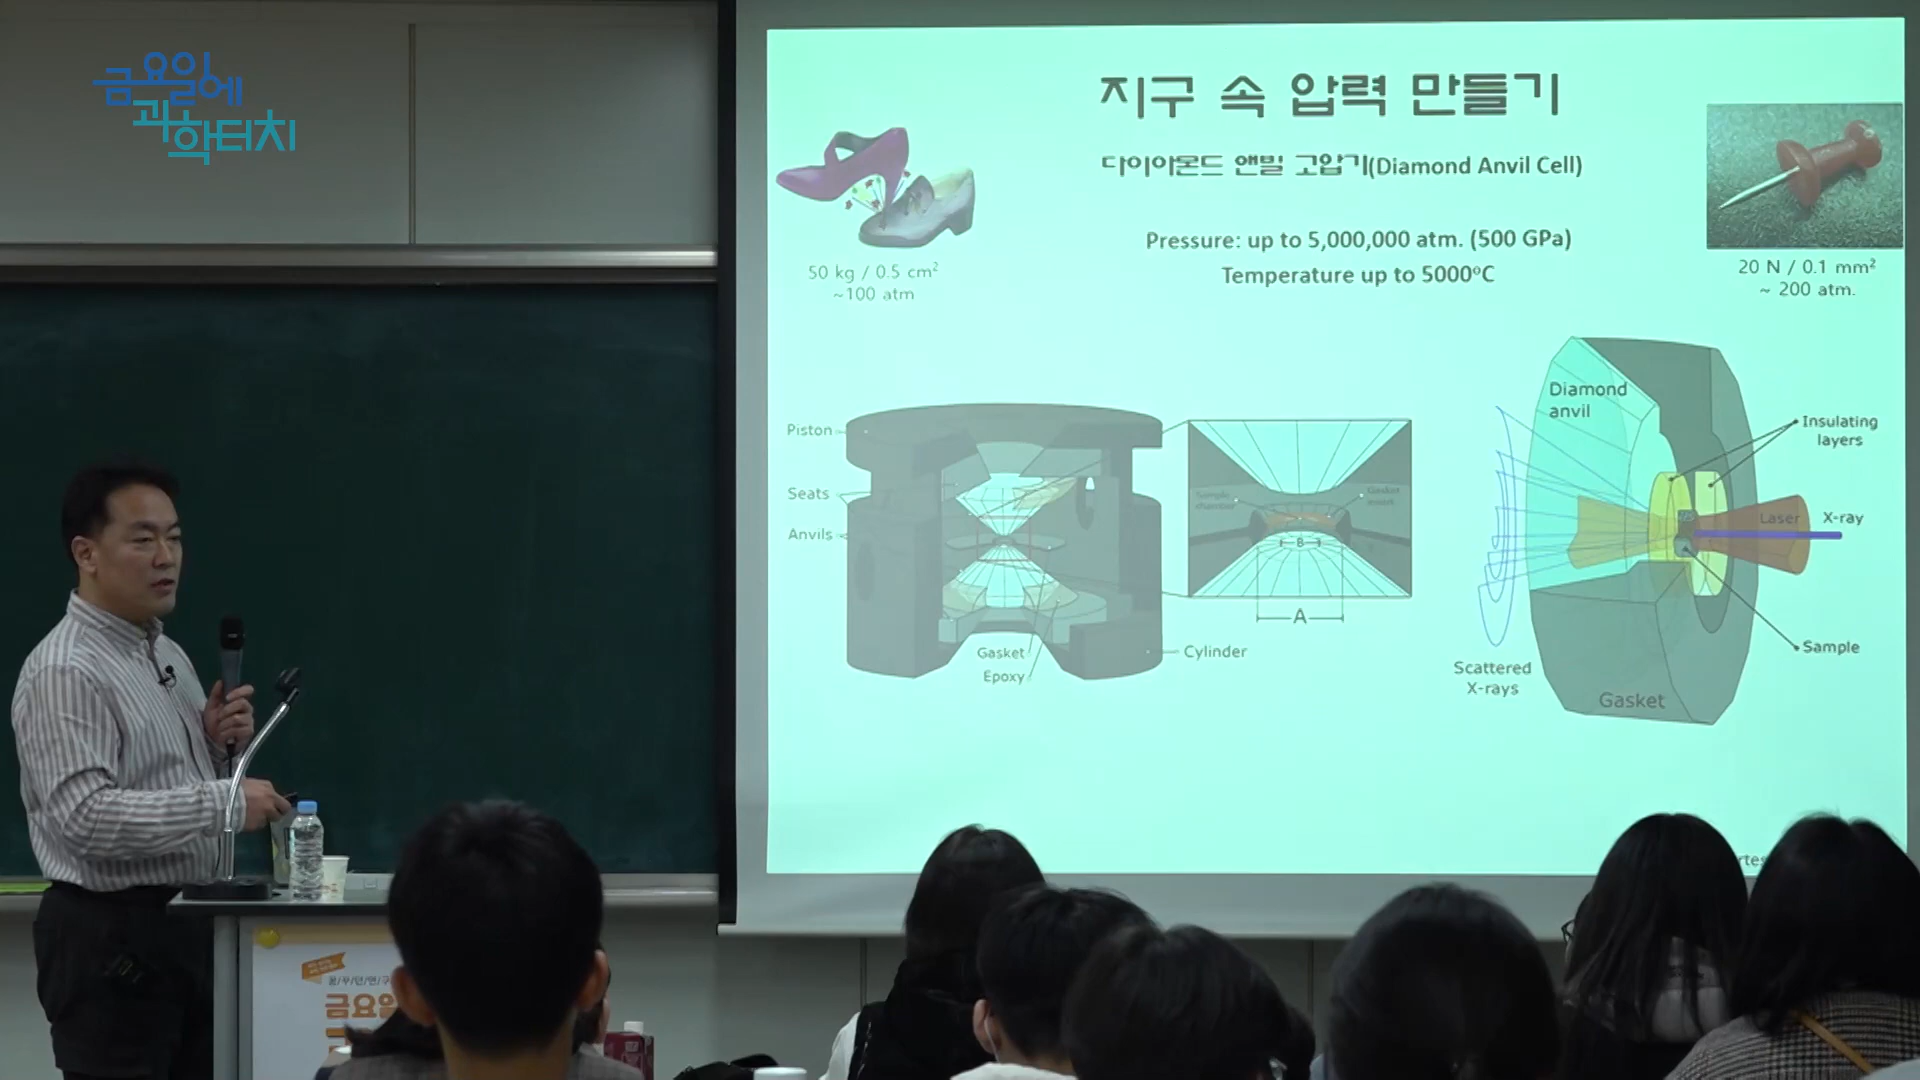 금요일에
과학터치
지구 속 압력 만들기
다이아몬드 앤빌 고압기(Diamond Anvil Cell)
Pressure: up to 5,000,000 atm. (500 GPa)
Temperature up to 5000°C
50 kg / 0.5 cm²
~100 atm
20 N / 0.1 mm²
~ 200 atm.
Piston
Seats
Anvils
Gasket
Epoxy
Cylinder
Sample
chamber
Gasket
B
A
Diamond
anvil
Insulating
layers
Laser
X-ray
Sample
Scattered
X-rays
Gasket
금요일